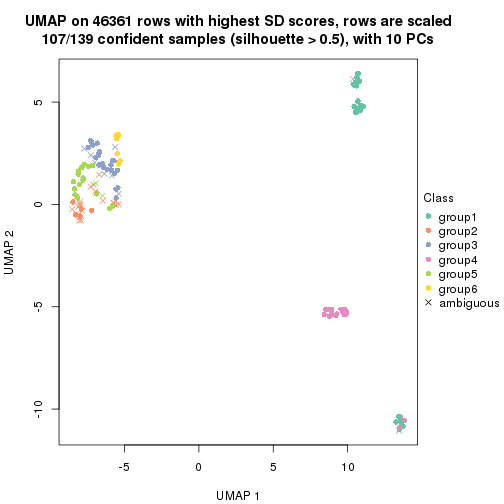 UMAP on 46361 rows with highest SD scores, rows are scaled
107/139 confident samples (silhouette > 0.5), with 10 PCs
5
0
-5
-10
UMAP 2
-5
0
5
10
UMAP 1
Class
group1
group2
group3
group4
group5
group6
ambiguous